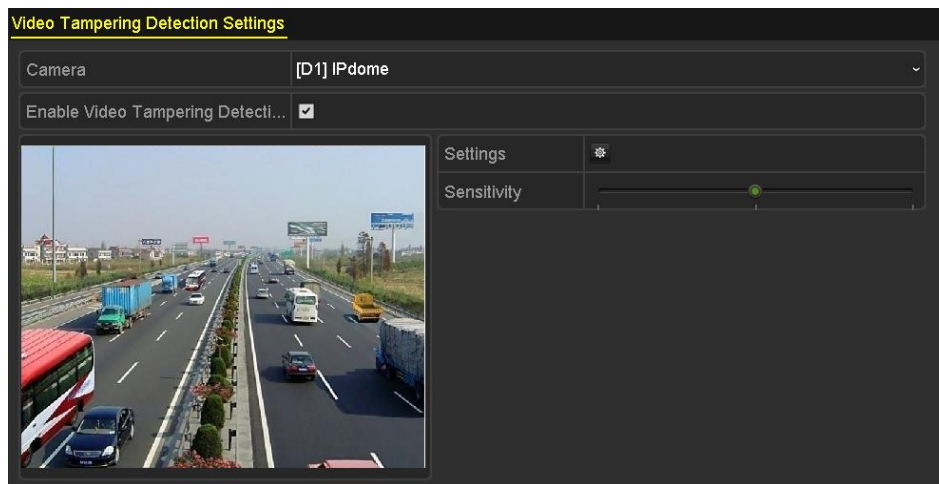 Video Tampering Detection Settings
Camera
[D1] IPdome
Enable Video Tampering Detecti...
Settings
Sensitivity